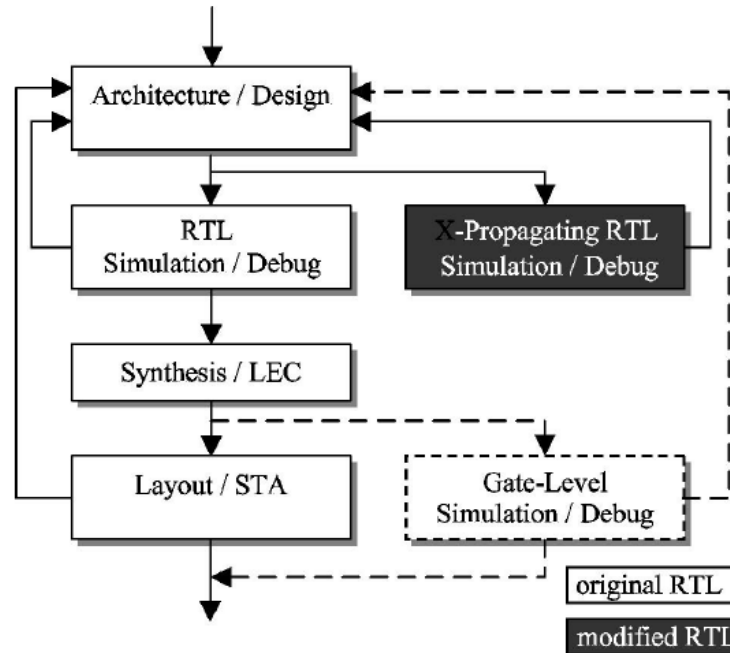 Architecture / Design
RTL
Simulation / Debug
X-Propagating RTL
Simulation / Debug
Synthesis / LEC
Layout / STA
Gate-Level
Simulation / Debug
original RTL
modified RTL